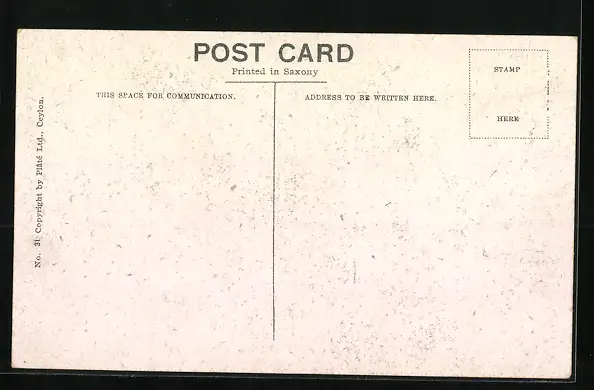 POST CARD
Printed in Saxony
THIS SPACE FOR COMMUNICATION.
ADDRESS TO BE WRITTEN HERE.
STAMP
HERE
No. 31 Copyright by Plâté Ltd., Ceylon.